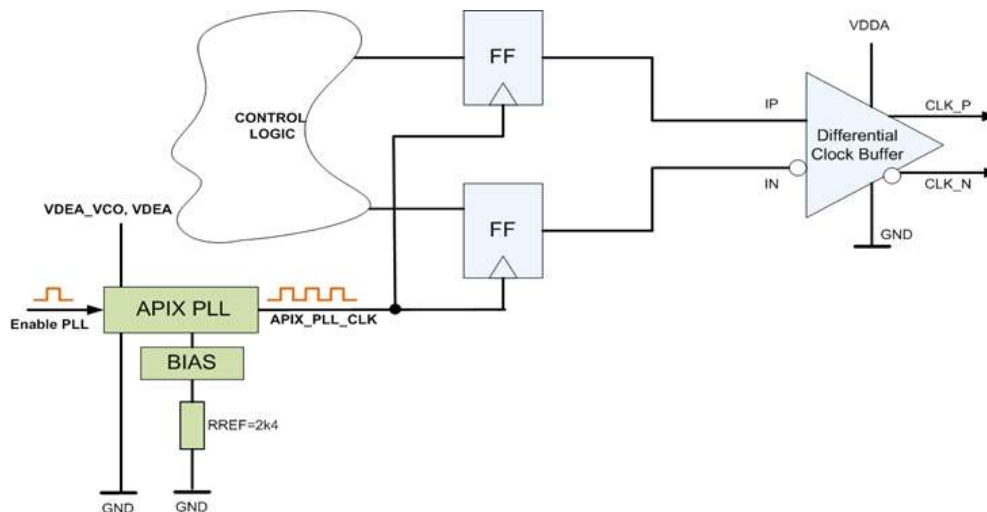 FF
VDDA
CONTROL
LOGIC
IP
CLK_P
Differential
Clock Buffer
IN
CLK_N
FF
VDEA_VCO, VDEA
GND
APIX PLL
Enable PLL
APIX_PLL_CLK
BIAS
RREF=2k4
GND
GND